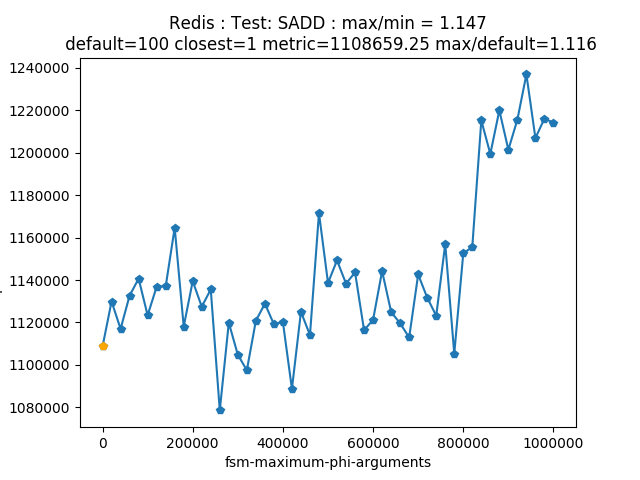 Redis : Test: SADD : max/min = 1.147
default=100 closest=1 metric=1108659.25 max/default=1.116
1240000
1220000
1200000
1180000
1160000
1140000
1120000
1100000
1080000
0 200000 400000 600000 800000 1000000
fsm-maximum-phi-arguments